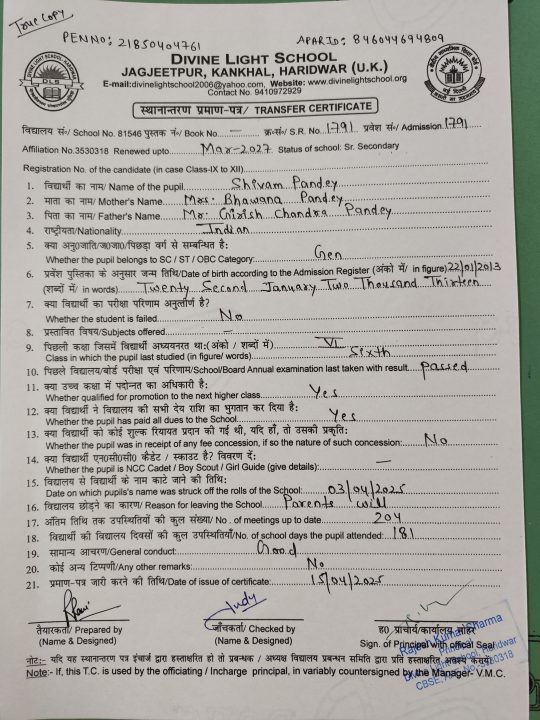 True Copy
PENNO: 21850404761
APARID: 846044694809
DIVINE LIGHT SCHOOL
JAGJEETPUR, KANKHAL, HARIDWAR (U.K.)
E-mail:divinelightschool2006@yahoo.com, Website: www.divinelightschool.org
Contact No. 9410972929
स्थानान्तरण प्रमाण-पत्र/ TRANSFER CERTIFICATE
विद्यालय सं०/ School No. 81546 पुस्तक नं०/ Book No. – क्र०सं०/ S.R. No. 1791 प्रवेश सं०/ Admission. 1791
Affiliation No.3530318 Renewed upto. Mar-2027 Status of school: Sr. Secondary
Registration No. of the candidate (in case Class-IX to XII)
1. विद्यार्थी का नाम/ Name of the pupil. Shivam Pandey
2. माता का नाम/ Mother's Name. Mrs. Bhawana Pandey
3. पिता का नाम/ Father's Name. Mr. Girish Chandra Pandey
4. राष्ट्रीयता/Nationality. Indian
5. क्या अनु0जाति/ज0जा0/पिछड़ा वर्ग से सम्बन्धित है:
Whether the pupil belongs to SC / ST / OBC Category: Gen
6. प्रवेश पुस्तिका के अनुसार जन्म तिथि/Date of birth according to the Admission Register (अंकों में/ in figure) 22/01/2013
(शब्दों में/ in words). Twenty Second January Two Thousand Thirteen
7. क्या विद्यार्थी का परीक्षा परिणाम अनुत्तीर्ण है?
Whether the student is failed. No
8. प्रस्तावित विषय/Subjects offered. –
9. पिछली कक्षा जिसमें विद्यार्थी अध्ययनरत था:(अंको / शब्दों में) VI
Class in which the pupil last studied (in figure/ words). Sixth
10. पिछले विद्यालय/बोर्ड परीक्षा एवं परिणाम/School/Board Annual examination last taken with result. passed
11. क्या उच्च कक्षा में पदोन्नत का अधिकारी है:
Whether qualified for promotion to the next higher class. Yes
12. क्या विद्यार्थी ने विद्यालय की सभी देय राशि का भुगतान कर दिया है:
Whether the pupil has paid all dues to the School. Yes
13. क्या विद्यार्थी को कोई शुल्क रियायत प्रदान की गई थी, यदि हाँ, तो उसकी प्रकृति:
Whether the pupil was in receipt of any fee concession, if so the nature of such concession: No
14. क्या विद्यार्थी एन0सी0सी0 कैडेट / स्काउट है? विवरण दें:
Whether the pupil is NCC Cadet / Boy Scout / Girl Guide (give details): –
15. विद्यालय से विद्यार्थी के नाम काटे जाने की तिथि:
Date on which pupils's name was struck off the rolls of the School: 03/04/2025
16. विद्यालय छोड़ने का कारण/ Reason for leaving the School. Parents will
17. अंतिम तिथि तक उपस्थितियों की कुल संख्या/ No . of meetings up to date. 204
18. विद्यार्थी की विद्यालय दिवसों की कुल उपस्थितियाँ/No. of school days the pupil attended: 181
19. सामान्य आचरण/General conduct: Good
20. कोई अन्य टिप्पणी/Any other remarks: No
21. प्रमाण-पत्र जारी करने की तिथि/Date of issue of certificate: 15/04/2025
तैयारकर्ता/ Prepared by
(Name & Designed)
जाँचकर्ता/ Checked by
(Name & Designed)
ह0 प्राचार्य/कार्यालय मोहर
Sign. of Principal with offical Seal
Rajesh Kumar Sharma
Principal
Divine Light School, Haridwar
CBSE, Aff. No. 3530318
नोट:- यदि यह स्थानान्तरण पत्र इंचार्ज द्वारा हस्ताक्षरित हो तो प्रबन्धक / अध्यक्ष विद्यालय प्रबन्धन समिति द्वारा प्रति हस्ताक्षरित अवश्य करायें
Note:- If, this T.C. is used by the officiating / Incharge principal, in variably countersigned by the Manager- V.M.C.